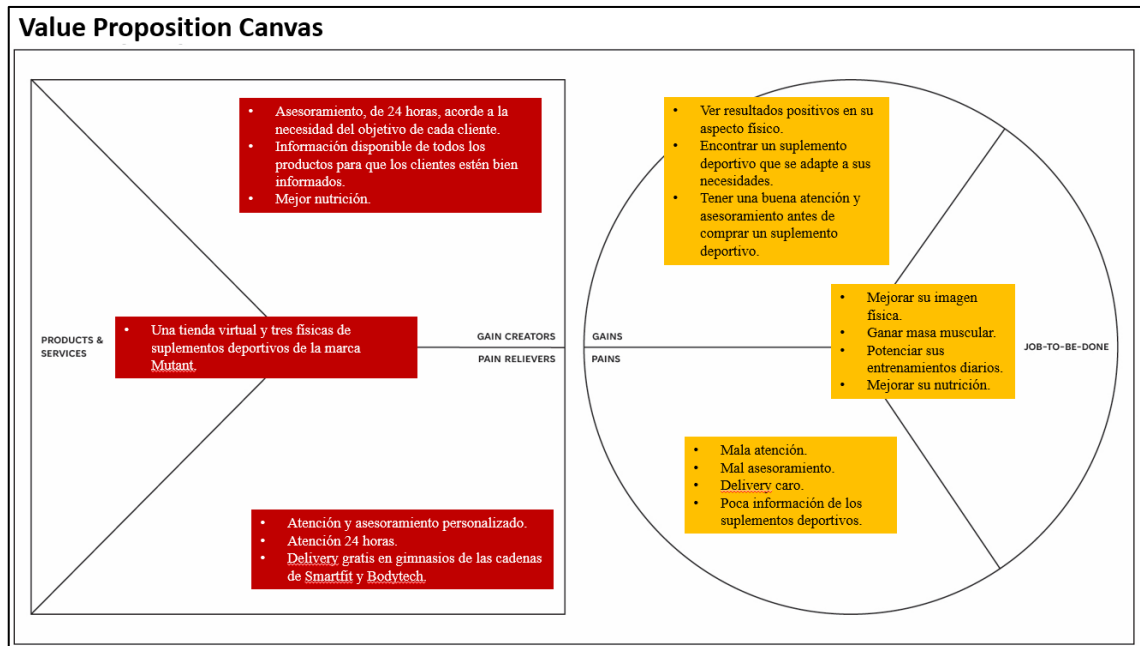 Value Proposition Canvas
• Asesoramiento, de 24 horas, acorde a la
necesidad del objetivo de cada cliente.
• Información disponible de todos los
productos para que los clientes estén bien
informados.
• Mejor nutrición.
PRODUCTS &
SERVICES
• Una tienda virtual y tres físicas de
suplementos deportivos de la marca
Mutant.
GAIN CREATORS
PAIN RELIEVERS
• Atención y asesoramiento personalizado.
• Atención 24 horas.
• Delivery gratis en gimnasios de las cadenas
de Smartfit y Bodytech.
• Ver resultados positivos en su
aspecto físico.
• Encontrar un suplemento
deportivo que se adapte a sus
necesidades.
• Tener una buena atención y
asesoramiento antes de
comprar un suplemento
deportivo.
GAINS
PAINS
• Mejorar su imagen
física.
• Ganar masa muscular.
• Potenciar sus
entrenamientos diarios.
• Mejorar su nutrición.
JOB-TO-BE-DONE
• Mala atención.
• Mal asesoramiento.
• Delivery caro.
• Poca información de los
suplementos deportivos.